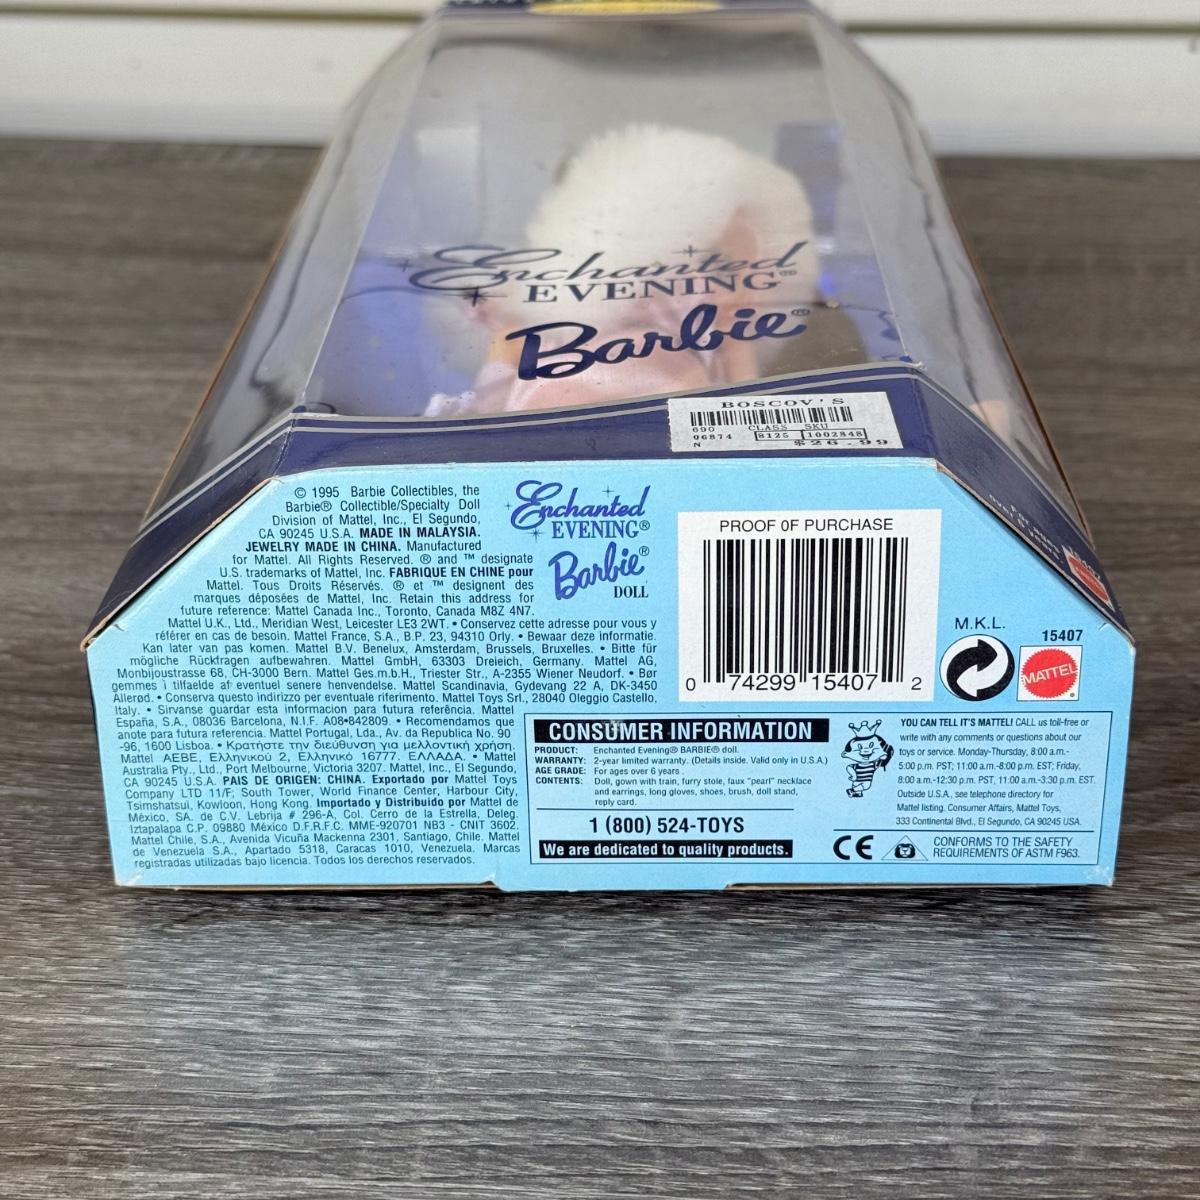 Enchanted
EVENING®
Barbie®
BOSCOV'S
690 CLASS SKU
06874 8125 1002848
N $26.99
© 1995 Barbie Collectibles, the
Barbie® Collectible/Specialty Doll
Division of Mattel, Inc., El Segundo,
CA 90245 U.S.A. MADE IN MALAYSIA.
JEWELRY MADE IN CHINA. Manufactured
for Mattel. All Rights Reserved. ® and ™ designate
U.S. trademarks of Mattel, Inc. FABRIQUE EN CHINE pour
Mattel. Tous Droits Réservés. ® et ™ designent des
marques déposées de Mattel, Inc. Retain this address for
future reference: Mattel Canada Inc., Toronto, Canada M8Z 4N7.
Mattel U.K., Ltd., Meridian West, Leicester LE3 2WT. • Conservez cette adresse pour vous y
référer en cas de besoin. Mattel France, S.A., B.P. 23, 94310 Orly. • Bewaar deze informatie.
Kan later van pas komen. Mattel B.V. Benelux, Amsterdam, Brussels, Bruxelles. • Bitte für
mögliche Rückfragen aufbewahren. Mattel GmbH, 63303 Dreieich, Germany. Mattel AG,
Monbijoustrasse 68, CH-3000 Bern. Mattel Ges.m.b.H., Triester Str., A-2355 Wiener Neudorf. • Bør
gemmes i tilfaelde af eventuel senere henvendelse. Mattel Scandinavia, Gydevang 22 A, DK-3450
Allerød. • Conserva questo indirizzo per eventuale riferimento. Mattel Toys Srl., 28040 Oleggio Castello,
Italy. • Sirvanse guardar esta informacion para futura referencia. Mattel
España, S.A., 08036 Barcelona, N.I.F. A08•842809. • Recomendamos que
anote para futura referencia. Mattel Portugal, Lda., Av. da Republica No. 90
-96, 1600 Lisboa. • Κρατήστε την διεύθυνση για μελλοντική χρήση.
Mattel AEBE, Ελληνικού 2, Ελληνικό 16777. ΕΛΛΑΔΑ. • Mattel
Australia Pty., Ltd., Port Melbourne, Victoria 3207. Mattel, Inc., El Segundo,
CA 90245 U.S.A. PAIS DE ORIGEN: CHINA. Exportado por Mattel Toys
Company LTD 11/F; South Tower, World Finance Center, Harbour City,
Tsimshatsui, Kowloon, Hong Kong. Importado y Distribuido por Mattel de
México, SA. de C.V. Lebrija # 296-A, Col. Cerro de la Estrella, Deleg.
Iztapalapa C.P. 09880 México D.F.R.F.C. MME-920701 NB3 - CNIT 3602.
Mattel Chile, S.A., Avenida Vicuña Mackenna 2301, Santiago, Chile. Mattel
de Venezuela S.A., Apartado 5318, Caracas 1010, Venezuela. Marcas
registradas utilizadas bajo licencia. Todos los derechos reservados.
Enchanted
EVENING®
Barbie®
DOLL
PROOF OF PURCHASE
0 74299 15407 2
M.K.L.
15407
MATTEL
CONSUMER INFORMATION
PRODUCT: Enchanted Evening® BARBIE® doll.
WARRANTY: 2-year limited warranty. (Details inside. Valid only in U.S.A.)
AGE GRADE: For ages over 6 years.
CONTENTS: Doll, gown with train, furry stole, faux "pearl" necklace
and earrings, long gloves, shoes, brush, doll stand,
reply card.
1 (800) 524-TOYS
We are dedicated to quality products.
YOU CAN TELL IT'S MATTEL! CALL us toll-free or
write with any comments or questions about our
toys or service. Monday-Thursday, 8:00 a.m.-
5:00 p.m. PST; 11:00 a.m.-8:00 p.m. EST; Friday,
8:00 a.m.-12:30 p.m. PST, 11:00 a.m.-3:30 p.m. EST.
Outside U.S.A., see telephone directory for
Mattel listing. Consumer Affairs, Mattel Toys,
333 Continental Blvd., El Segundo, CA 90245 USA.
CE
CONFORMS TO THE SAFETY
REQUIREMENTS OF ASTM F963.